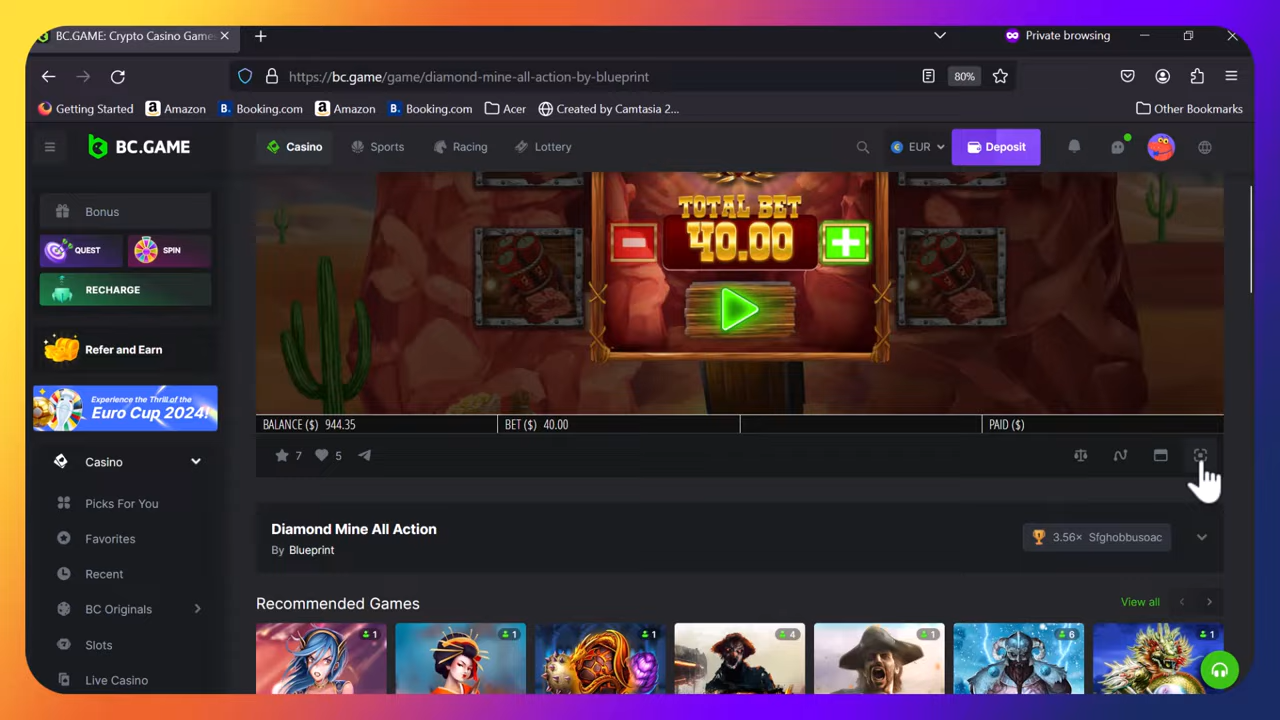 BC.GAME: Crypto Casino Games
Private browsing
https://bc.game/game/diamond-mine-all-action-by-blueprint
80%
Getting Started
Amazon
Booking.com
Amazon
Booking.com
Acer
Created by Camtasia 2...
Other Bookmarks
BC.GAME
Casino
Sports
Racing
Lottery
EUR
Deposit
Bonus
QUEST
SPIN
RECHARGE
Refer and Earn
Experience the Thrill of the
Euro Cup 2024!
Casino
Picks For You
Favorites
Recent
BC Originals
Slots
Live Casino
TOTAL BET
40.00
BALANCE ($) 944.35
BET ($) 40.00
PAID ($)
7
5
Diamond Mine All Action
By Blueprint
3.56× Sfghobbusoac
Recommended Games
View all
1
1
1
4
1
6
1